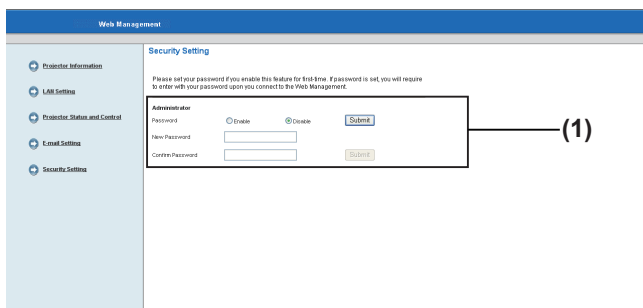 Web Management
Security Setting
Projector Information
LAN Setting
Projector Status and Control
E-mail Setting
Security Setting
Please set your password if you enable this feature for first-time. If password is set, you will require
to enter with your password upon you connect to the Web Management.
Administrator
Password Enable Disable Submit
New Password
Confirm Password Submit
(1)